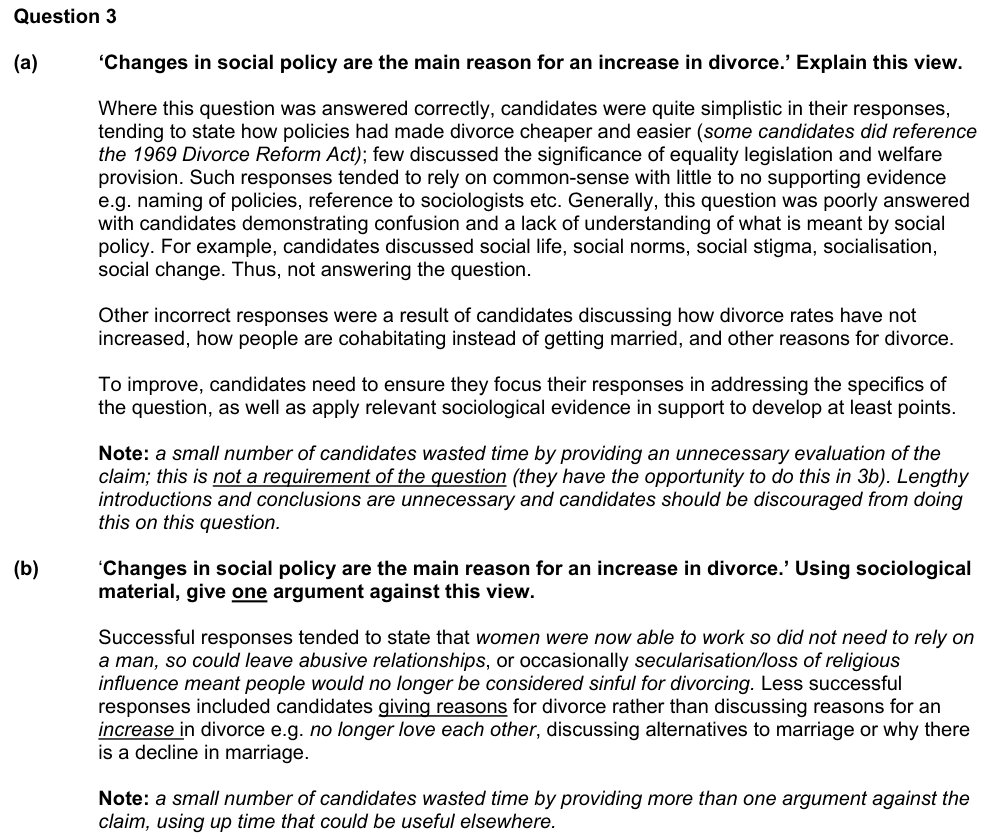 Question 3
(a) ‘Changes in social policy are the main reason for an increase in divorce.’ Explain this view.
Where this question was answered correctly, candidates were quite simplistic in their responses,
tending to state how policies had made divorce cheaper and easier (some candidates did reference
the 1969 Divorce Reform Act); few discussed the significance of equality legislation and welfare
provision. Such responses tended to rely on common-sense with little to no supporting evidence
e.g. naming of policies, reference to sociologists etc. Generally, this question was poorly answered
with candidates demonstrating confusion and a lack of understanding of what is meant by social
policy. For example, candidates discussed social life, social norms, social stigma, socialisation,
social change. Thus, not answering the question.
Other incorrect responses were a result of candidates discussing how divorce rates have not
increased, how people are cohabitating instead of getting married, and other reasons for divorce.
To improve, candidates need to ensure they focus their responses in addressing the specifics of
the question, as well as apply relevant sociological evidence in support to develop at least points.
Note: a small number of candidates wasted time by providing an unnecessary evaluation of the
claim; this is not a requirement of the question (they have the opportunity to do this in 3b). Lengthy
introductions and conclusions are unnecessary and candidates should be discouraged from doing
this on this question.
(b) ‘Changes in social policy are the main reason for an increase in divorce.’ Using sociological
material, give one argument against this view.
Successful responses tended to state that women were now able to work so did not need to rely on
a man, so could leave abusive relationships, or occasionally secularisation/loss of religious
influence meant people would no longer be considered sinful for divorcing. Less successful
responses included candidates giving reasons for divorce rather than discussing reasons for an
increase in divorce e.g. no longer love each other, discussing alternatives to marriage or why there
is a decline in marriage.
Note: a small number of candidates wasted time by providing more than one argument against the
claim, using up time that could be useful elsewhere.